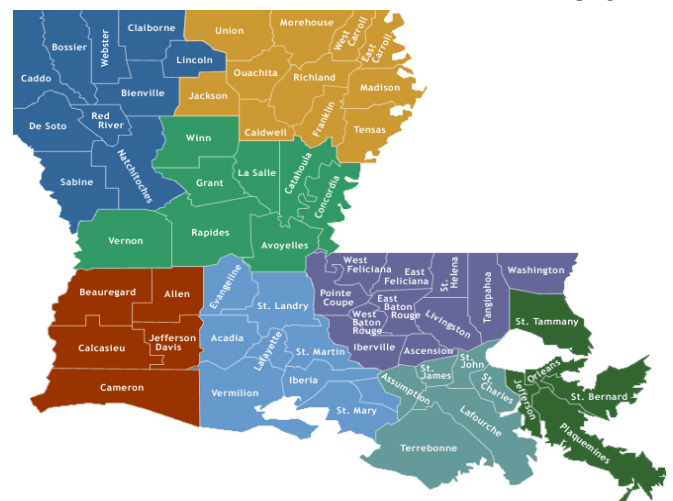 Claiborne
Union
Morehouse
Bossier
Webster
West
Carroll
East
Carroll
Lincoln
Caddo
Ouachita
Richland
Bienville
Jackson
Madison
De Soto
Red
River
Caldwell
Franklin
Tensas
Winn
Natchitoches
Sabine
Grant
La Salle
Catahoula
Concordia
Vernon
Rapides
Avoyelles
West
Feliciana
East
Feliciana
St.
Helena
Tangipahoa
Washington
Beauregard
Allen
Evangeline
St. Landry
Pointe
Coupe
East
Baton
Rouge
West
Baton
Rouge
Livingston
St. Tammany
Calcasieu
Jefferson
Davis
Acadia
Lafayette
St. Martin
Iberville
Ascension
St.
John
St.
James
St.
Charles
Orleans
Cameron
Vermilion
Iberia
St. Mary
Assumption
Lafourche
Jefferson
St. Bernard
Plaquemines
Terrebonne